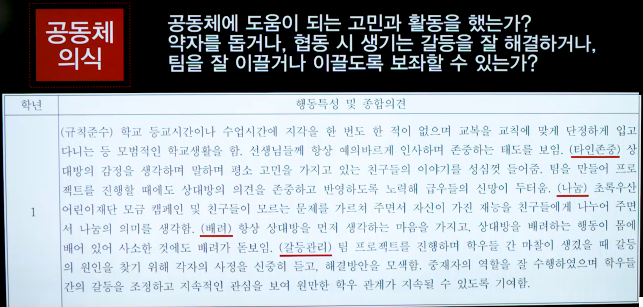 공동체
의식
공동체에 도움이 되는 고민과 활동을 했는가?
약자를 돕거나, 협동 시 생기는 갈등을 잘 해결하거나,
팀을 잘 이끌거나 이끌도록 보좌할 수 있는가?
학년
행동특성 및 종합의견
1
(규칙준수) 학교 등교시간이나 수업시간에 지각을 한 번도 한 적이 없으며 교복을 교칙에 맞게 단정하게 입고
다니는 등 모범적인 학교생활을 함. 선생님들께 항상 예의바르게 인사하며 존중하는 태도를 보임. (타인존중) 상
대방의 감정을 생각하며 말하며 평소 고민을 가지고 있는 친구들의 이야기를 성심껏 들어줌. 팀을 만들어 프로
젝트를 진행할 때에도 상대방의 의견을 존중하고 반영하도록 노력해 급우들의 신망이 두터움. (나눔) 초록우산
어린이재단 모금 캠페인 및 친구들이 모르는 문제를 가르쳐 주면서 자신이 가진 재능을 친구들에게 나누어 주면
서 나눔의 의미를 생각함. (배려) 항상 상대방을 먼저 생각하는 마음을 가지고, 상대방을 배려하는 행동이 몸에
배어 있어 사소한 것에도 배려가 돋보임. (갈등관리) 팀 프로젝트를 진행하며 학우들 간 마찰이 생겼을 때 갈등
의 원인을 찾기 위해 각자의 사정을 신중히 듣고, 해결방안을 모색함. 중재자의 역할을 잘 수행하였으며 학우들
간의 갈등을 조정하고 지속적인 관심을 보여 원만한 학우 관계가 지속될 수 있도록 기여함.